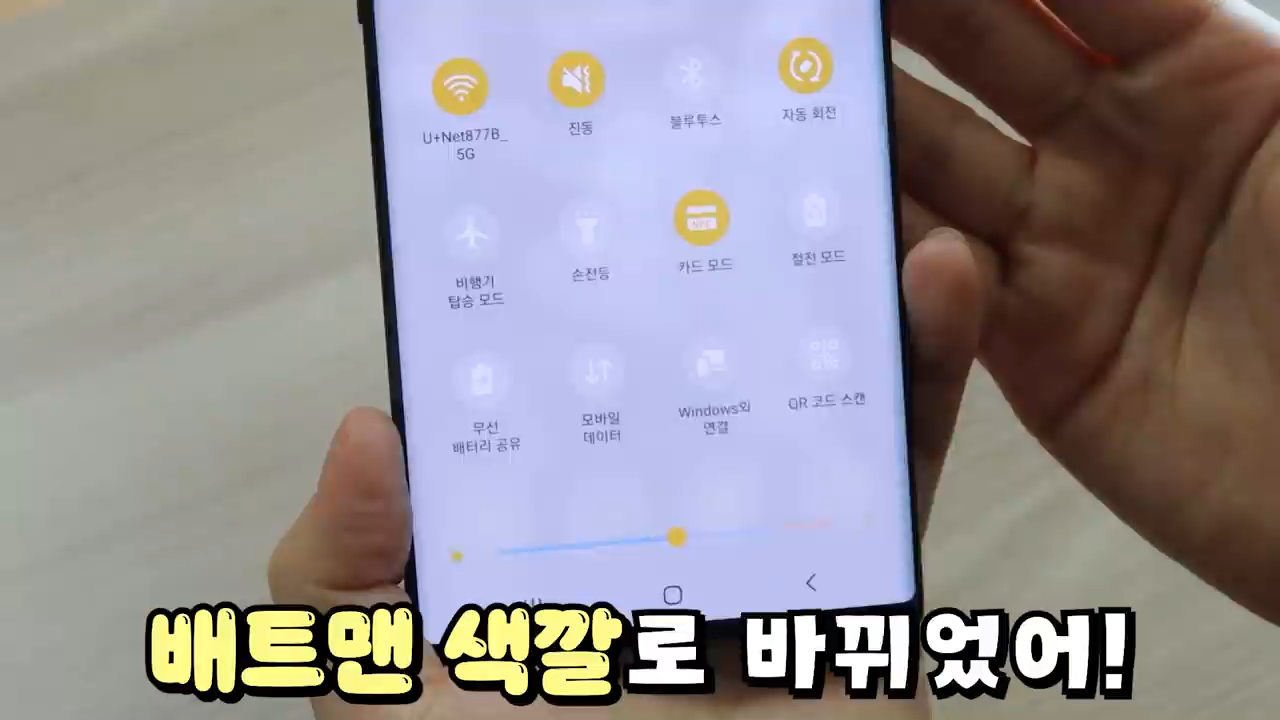 U+Net877B_
5G
진동
블루투스
자동 회전
비행기
탑승 모드
손전등
NFC
카드 모드
절전 모드
무선
배터리 공유
모바일
데이터
Windows와
연결
QR 코드 스캔
배트맨 색깔로 바뀌었어!